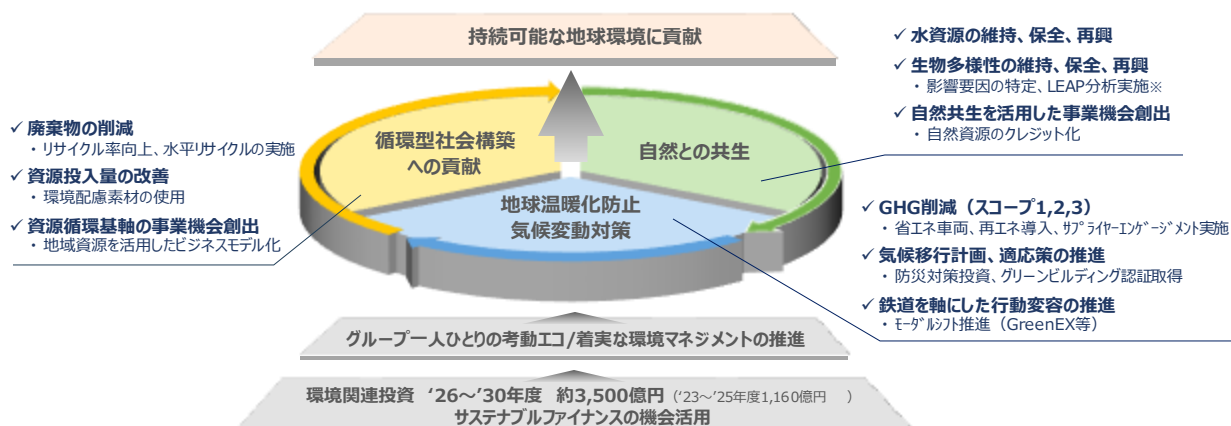 持続可能な地球環境に貢献
循環型社会構築
への貢献
自然との共生
地球温暖化防止
気候変動対策
✓ 廃棄物の削減
・リサイクル率向上、水平リサイクルの実施
✓ 資源投入量の改善
・環境配慮素材の使用
✓ 資源循環基軸の事業機会創出
・地域資源を活用したビジネスモデル化
✓ 水資源の維持、保全、再興
✓ 生物多様性の維持、保全、再興
・影響要因の特定、LEAP分析実施※
✓ 自然共生を活用した事業機会創出
・自然資源のクレジット化
✓ GHG削減（スコープ1,2,3）
・省エネ車両、再エネ導入、ｻﾌﾟﾗｲﾔｰｴﾝｹﾞｰｼﾞﾒﾝﾄ実施
✓ 気候移行計画、適応策の推進
・防災対策投資、グリーンビルディング認証取得
✓ 鉄道を軸にした行動変容の推進
・ﾓｰﾀﾞﾙｼﾌﾄ推進（GreenEX等）
グループ一人ひとりの考動エコ/着実な環境マネジメントの推進
環境関連投資 ‘26～’30年度 約3,500億円（‘23～’25年度1,160億円 ）
サステナブルファイナンスの機会活用